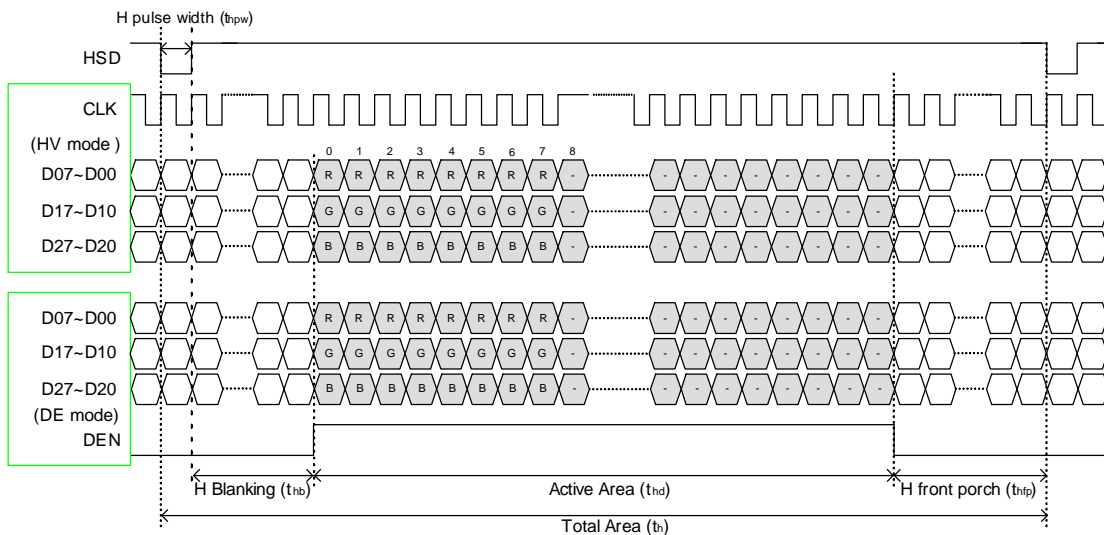 H pulse width (thpw)
HSD
CLK
(HV mode )
0 1 2 3 4 5 6 7 8
D07~D00 R R R R R R R R - - - - - - - - -
D17~D10 G G G G G G G G - - - - - - - - -
D27~D20 B B B B B B B B - - - - - - - - -
D07~D00 R R R R R R R R - - - - - - - - -
D17~D10 G G G G G G G G - - - - - - - - -
D27~D20 B B B B B B B B - - - - - - - - -
(DE mode)
DEN
H Blanking (thb) Active Area (thd) H front porch (thfp)
Total Area (th)